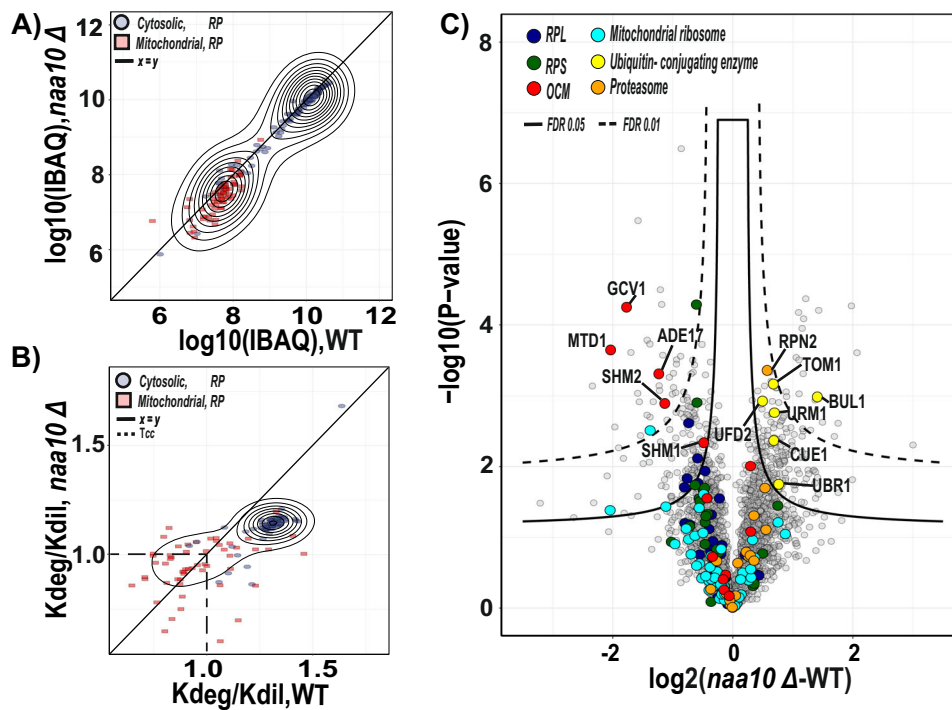 A)
Cytosolic, RP
Mitochondrial, RP
x = y
12
10
8
6
log10(IBAQ), naa10 Δ
6 8 10 12
log10(IBAQ),WT
B)
Cytosolic, RP
Mitochondrial, RP
x = y
Tcc
1.5
1.0
Kdeg/Kdil, naa10 Δ
1.0 1.5
Kdeg/Kdil,WT
C)
RPL
RPS
OCM
Mitochondrial ribosome
Ubiquitin- conjugating enzyme
Proteasome
FDR 0.05 FDR 0.01
8
6
4
2
0
−log10(P−value)
GCV1
MTD1
ADE17
SHM2
SHM1
UFD2
RPN2
TOM1
BUL1
URM1
CUE1
UBR1
-2 0 2
log2(naa10 Δ-WT)